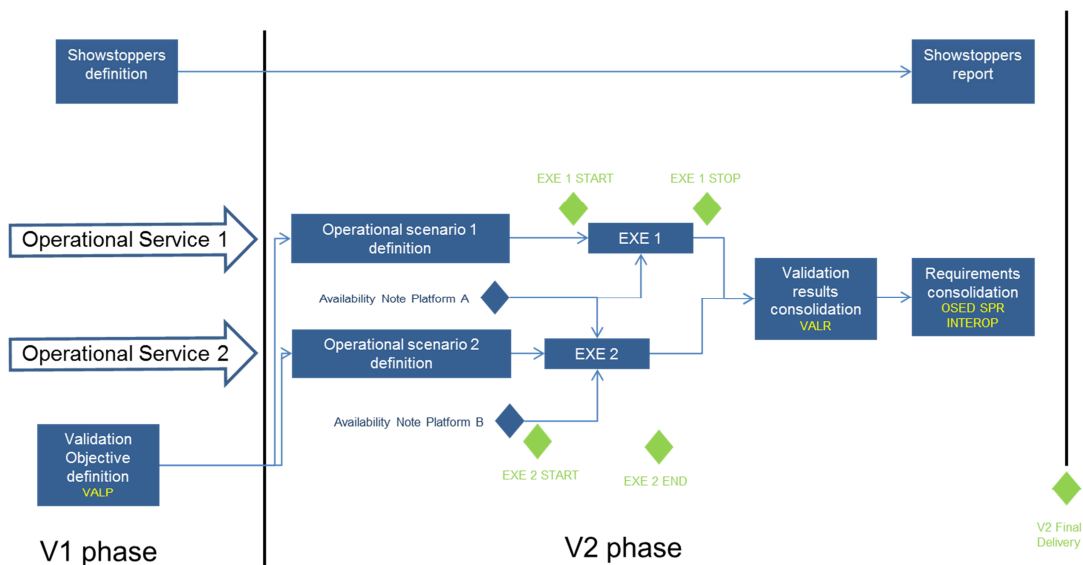 Showstoppers
definition
Showstoppers
report
EXE 1 START
EXE 1 STOP
Operational Service 1
Operational scenario 1
definition
EXE 1
Availability Note Platform A
Validation
results
consolidation
VALR
Requirements
consolidation
OSED SPR
INTEROP
Operational Service 2
Operational scenario 2
definition
EXE 2
Availability Note Platform B
Validation
Objective
definition
VALP
EXE 2 START
EXE 2 END
V2 Final
Delivery
V1 phase
V2 phase